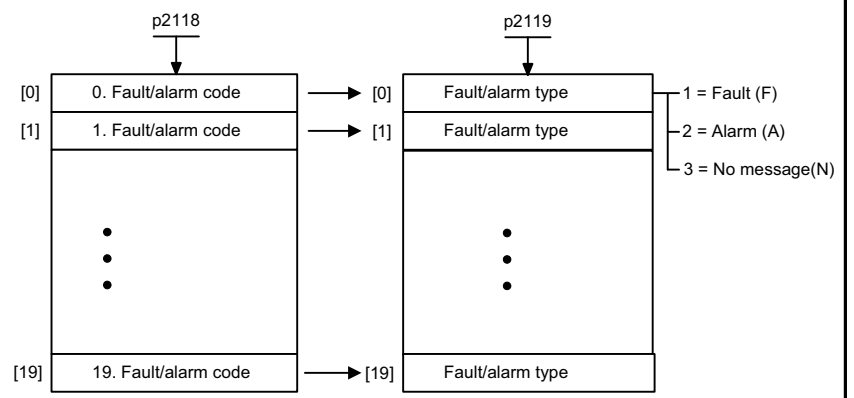 p2118 p2119
[0] 0. Fault/alarm code [0] Fault/alarm type 1 = Fault (F)
[1] 1. Fault/alarm code [1] Fault/alarm type 2 = Alarm (A)
3 = No message(N)
[19] 19. Fault/alarm code [19] Fault/alarm type